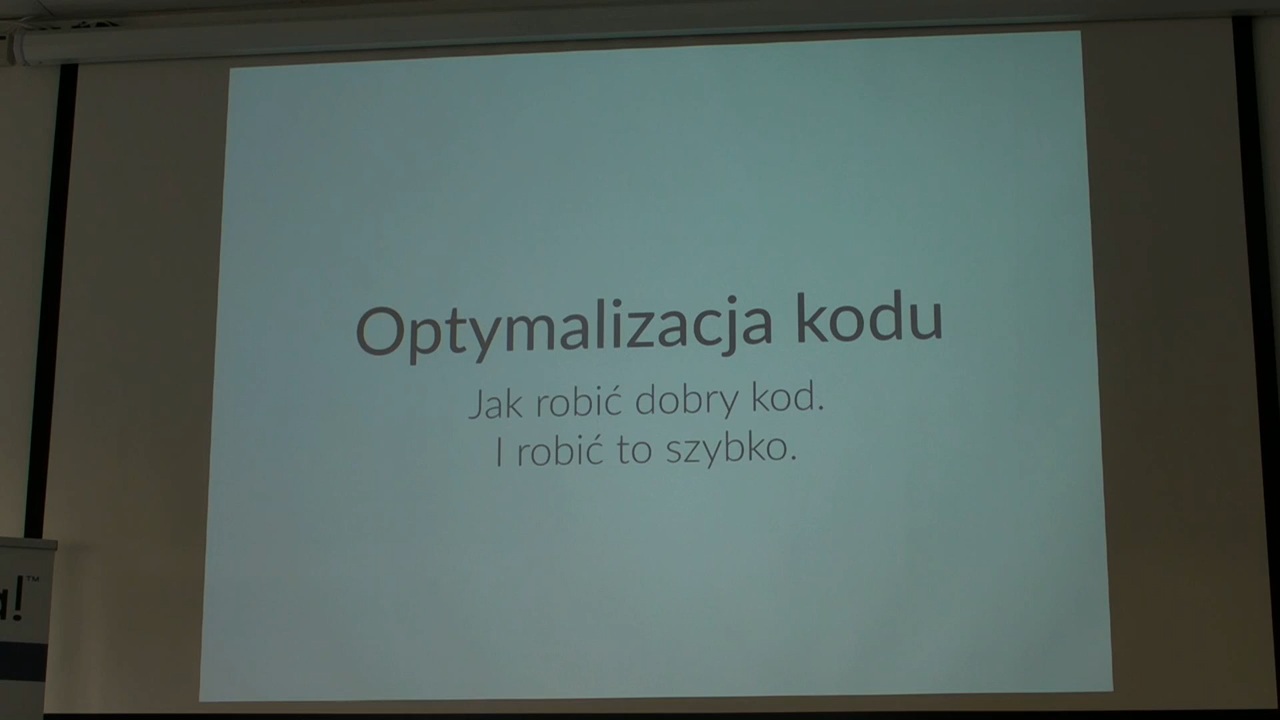 Optymalizacja kodu
Jak robić dobry kod.
I robić to szybko.